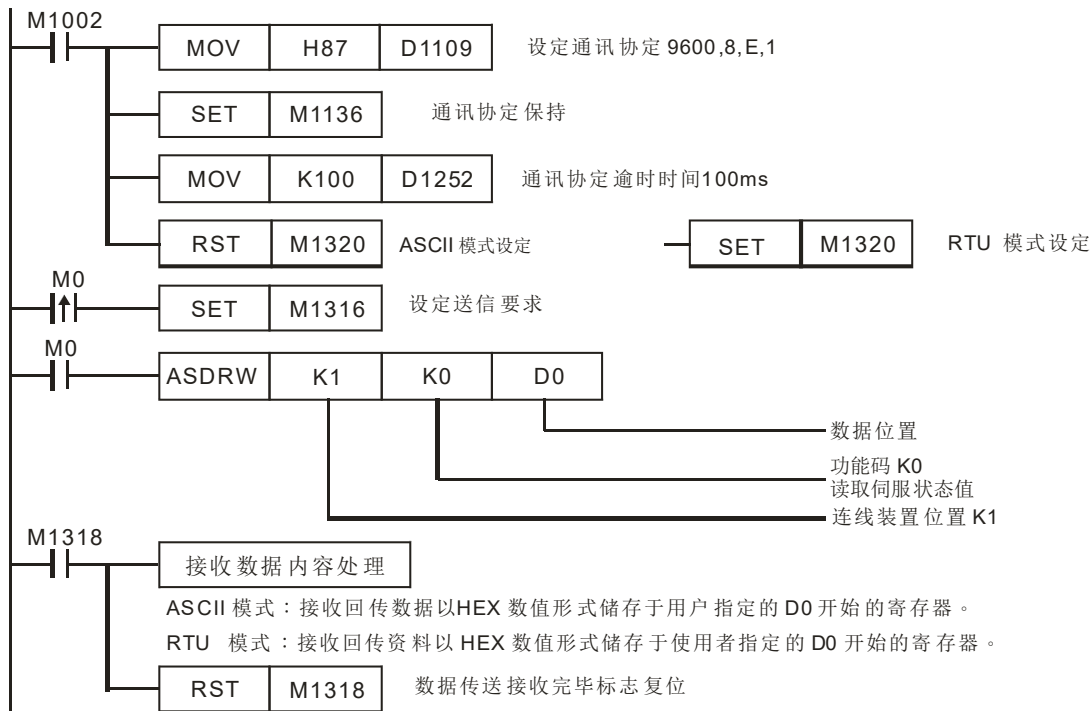 M1002
MOV H87 D1109 设定通讯协定 9600,8,E,1
SET M1136 通讯协定保持
MOV K100 D1252 通讯协定逾时时间100ms
RST M1320 ASCII 模式设定 SET M1320 RTU 模式设定
M0
SET M1316 设定送信要求
M0
ASDRW K1 K0 D0
数据位置
功能码 K0
读取伺服状态值
连线装置位置 K1
M1318
接收数据内容处理
ASCII 模式：接收回传数据以HEX 数值形式储存于用户指定的 D0 开始的寄存器。
RTU 模式：接收回传资料以 HEX 数值形式储存于使用者指定的 D0 开始的寄存器。
RST M1318 数据传送接收完毕标志复位